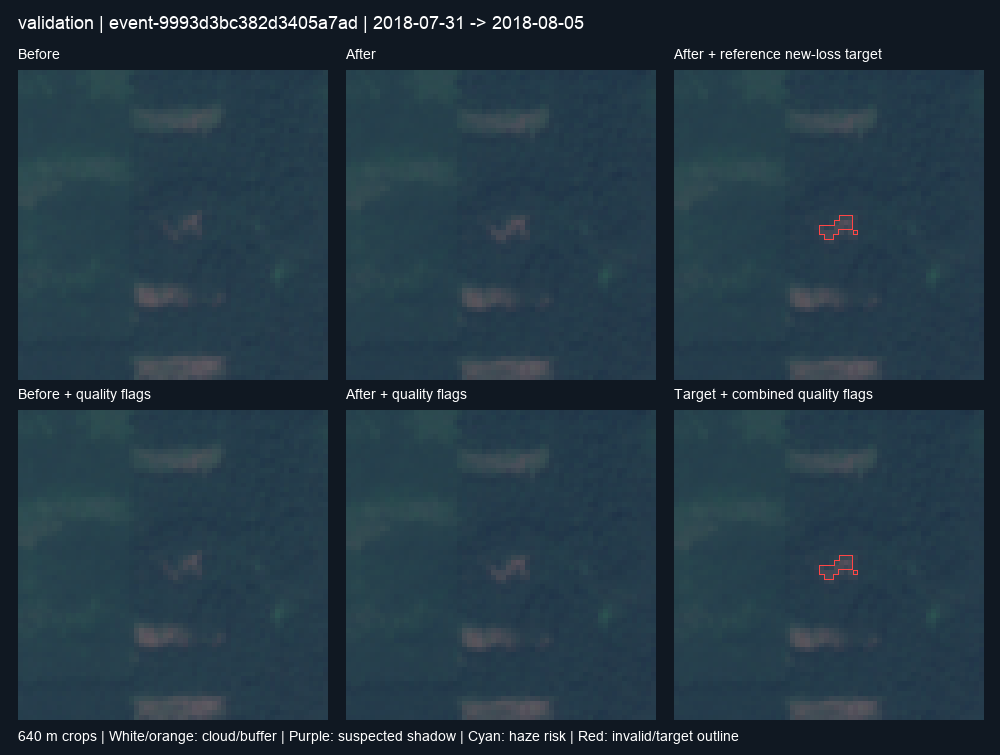 validation | event-9993d3bc382d3405a7ad | 2018-07-31 -> 2018-08-05
Before
After
After + reference new-loss target
Before + quality flags
After + quality flags
Target + combined quality flags
640 m crops | White/orange: cloud/buffer | Purple: suspected shadow | Cyan: haze risk | Red: invalid/target outline